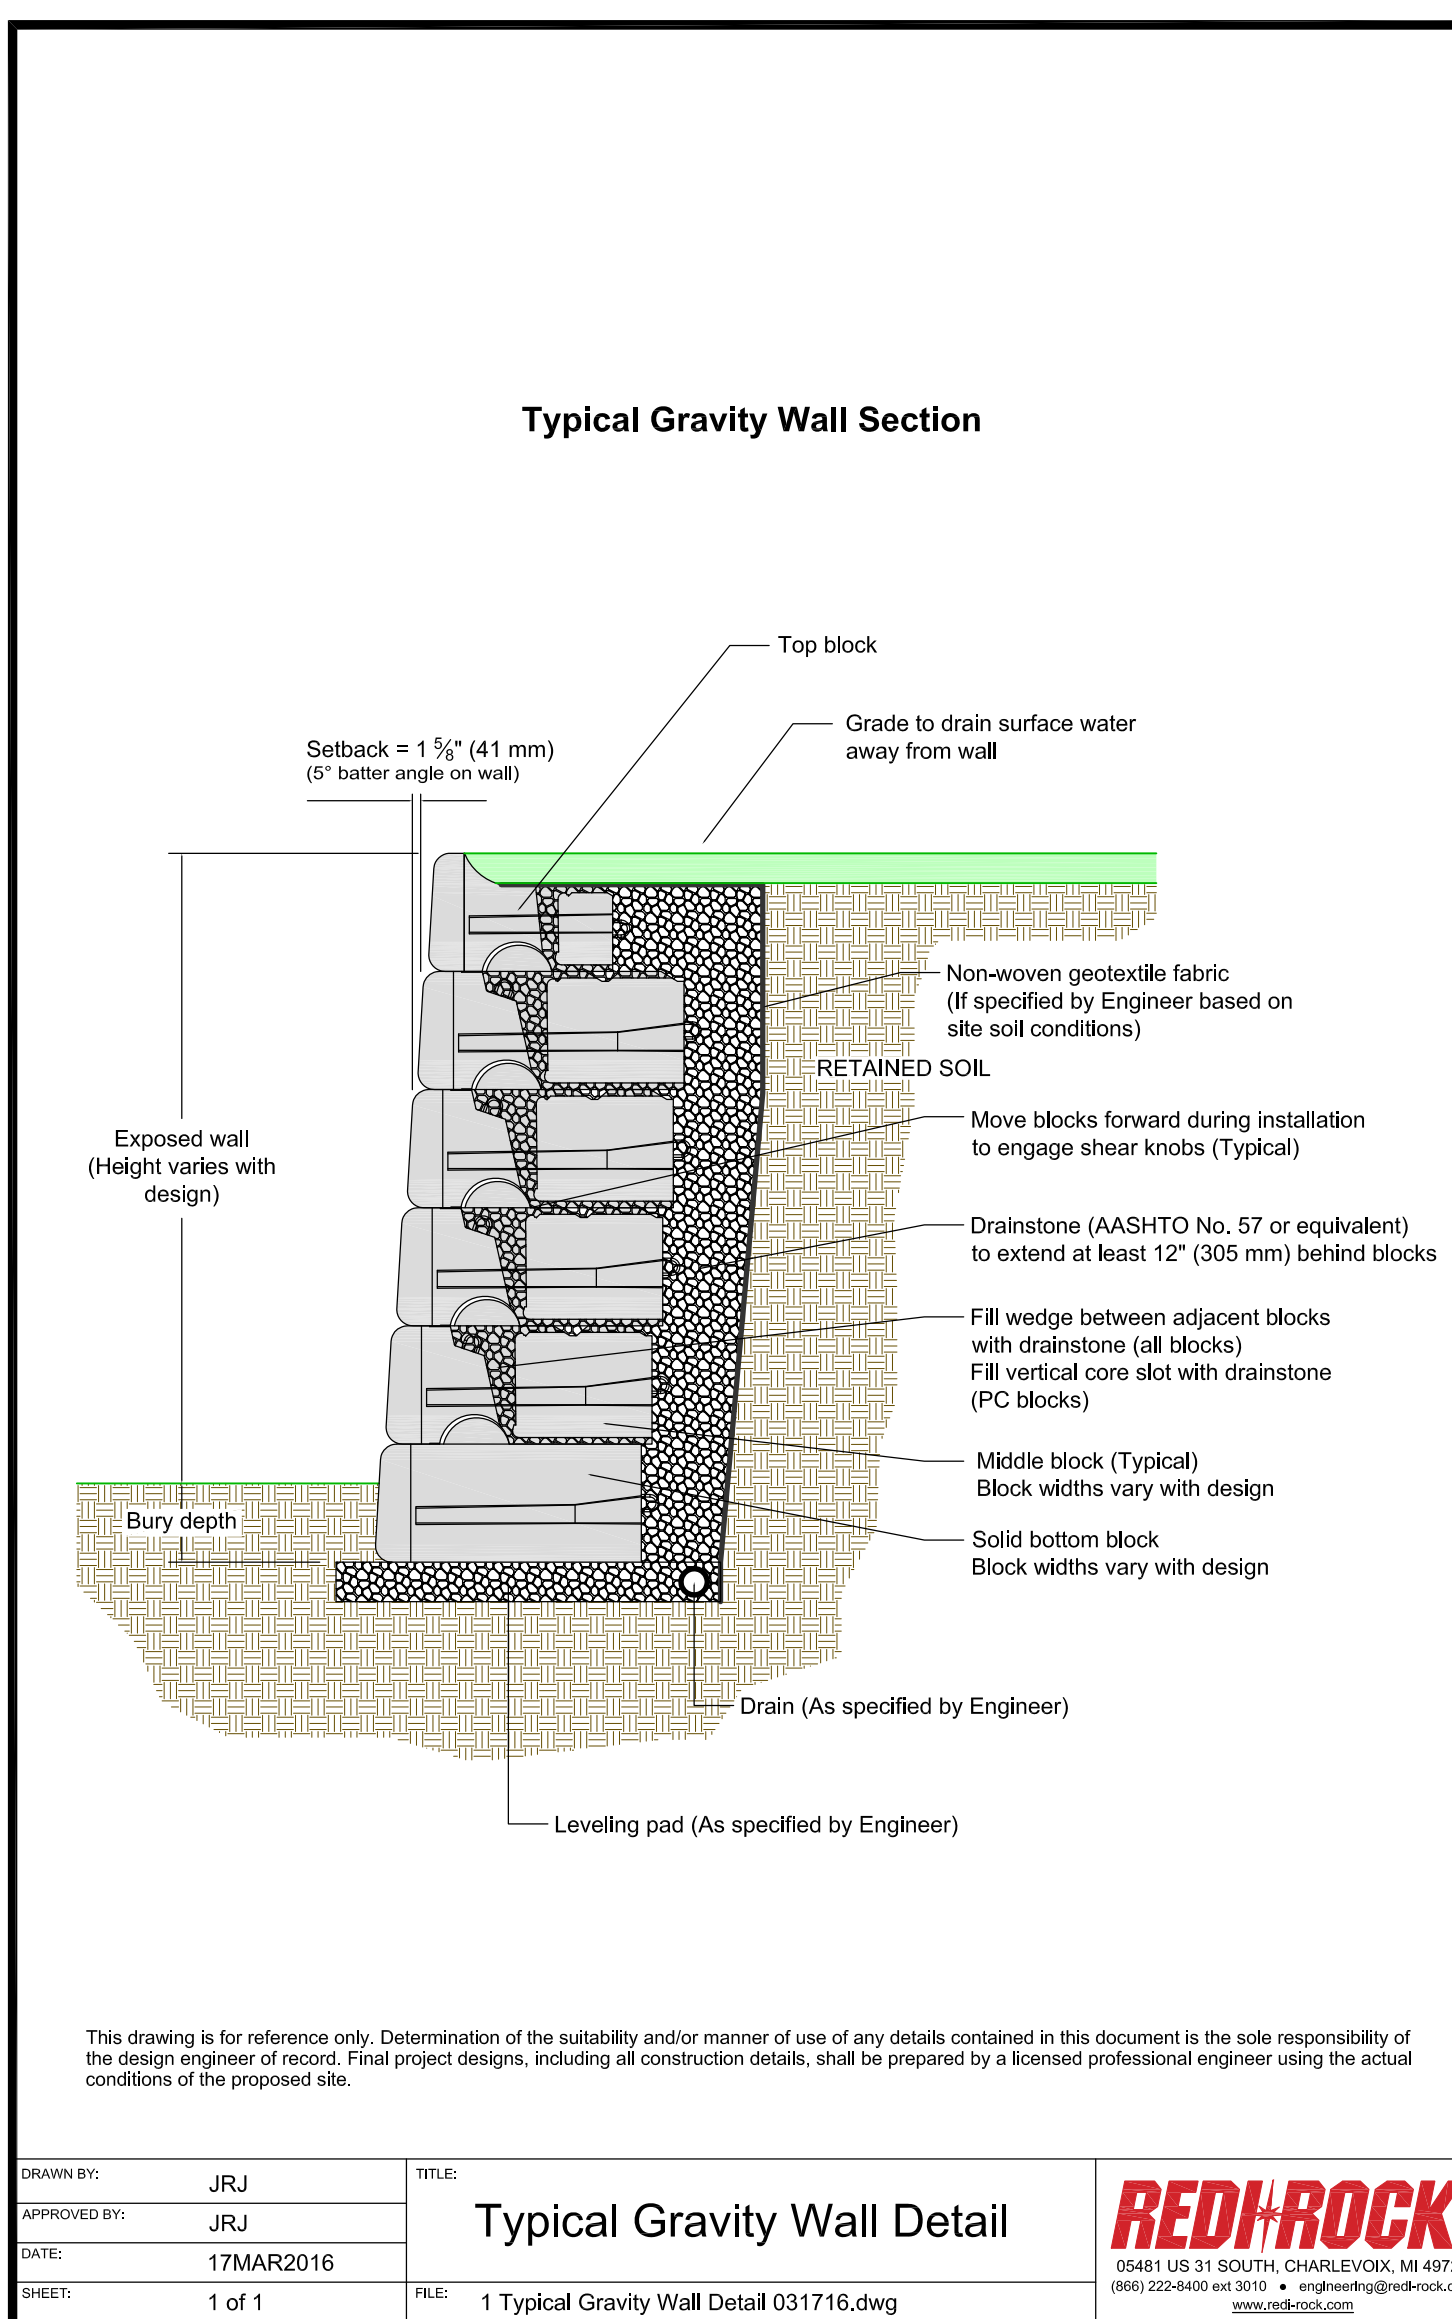 Typical Gravity Wall Section
Top block
Grade to drain surface water
away from wall
Setback = 1 5⁄8" (41 mm)
(5° batter angle on wall)
Non-woven geotextile fabric
(If specified by Engineer based on
site soil conditions)
RETAINED SOIL
Move blocks forward during installation
to engage shear knobs (Typical)
Exposed wall
(Height varies with
design)
Drainstone (AASHTO No. 57 or equivalent)
to extend at least 12" (305 mm) behind blocks
Fill wedge between adjacent blocks
with drainstone (all blocks)
Fill vertical core slot with drainstone
(PC blocks)
Middle block (Typical)
Block widths vary with design
Bury depth
Solid bottom block
Block widths vary with design
Drain (As specified by Engineer)
Leveling pad (As specified by Engineer)
This drawing is for reference only. Determination of the suitability and/or manner of use of any details contained in this document is the sole responsibility of
the design engineer of record. Final project designs, including all construction details, shall be prepared by a licensed professional engineer using the actual
conditions of the proposed site.
DRAWN BY: JRJ
APPROVED BY: JRJ
DATE: 17MAR2016
SHEET: 1 of 1
TITLE:
Typical Gravity Wall Detail
FILE: 1 Typical Gravity Wall Detail 031716.dwg
REDI-ROCK
05481 US 31 SOUTH, CHARLEVOIX, MI
(866) 222-8400 ext 3010 •
www.redi-rock.com